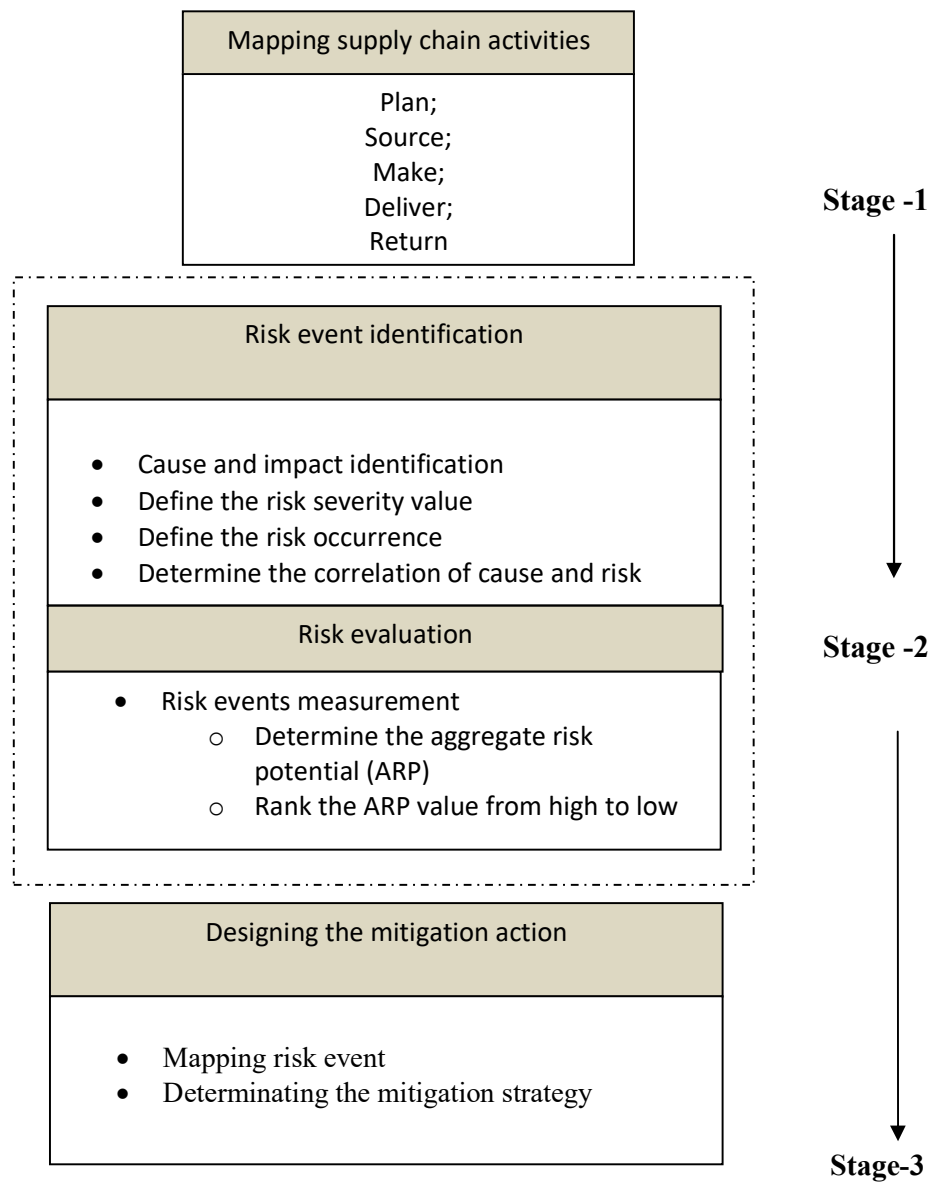 Mapping supply chain activities
Plan;
Source;
Make;
Deliver;
Return
Stage -1
Risk event identification
• Cause and impact identification
• Define the risk severity value
• Define the risk occurrence
• Determine the correlation of cause and risk
Risk evaluation
Stage -2
• Risk events measurement
o Determine the aggregate risk
potential (ARP)
o Rank the ARP value from high to low
Designing the mitigation action
• Mapping risk event
• Determinating the mitigation strategy
Stage-3